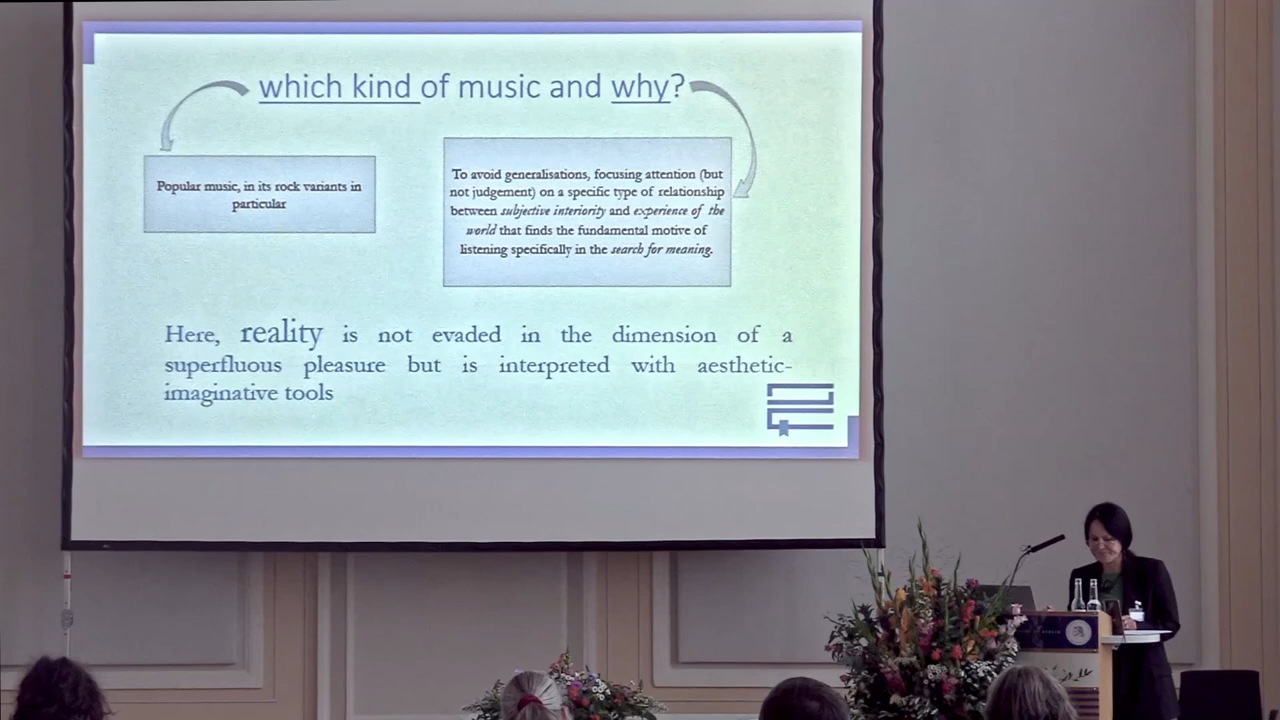 which kind of music and why?
Popular music, in its rock variants in
particular
To avoid generalisations, focusing attention (but
not judgement) on a specific type of relationship
between subjective interiority and experience of the
world that finds the fundamental motive of
listening specifically in the search for meaning.
Here, reality is not evaded in the dimension of a
superfluous pleasure but is interpreted with aesthetic-
imaginative tools